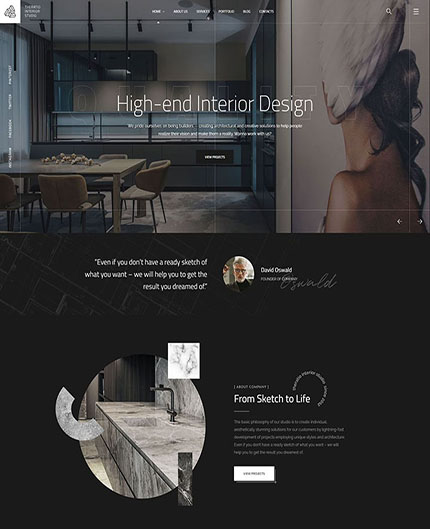 INTERIOR
STUDIO
HOME
ABOUT US
SERVICES
PORTFOLIO
BLOG
CONTACTS
PINTEREST
TWITTER
FACEBOOK
INSTAGRAM
High-end Interior Design
We pride ourselves on being builders – creating architectural and creative solutions to help people
realize their vision and make them a reality. Wanna work with us?
VIEW PROJECTS
"Even if you don't have a ready sketch of
what you want – we will help you to get the
result you dreamed of."
David Oswald
FOUNDER OF COMPANY
Oswald
[ ABOUT COMPANY ]
From Sketch to Life
The basic philosophy of our studio is to create individual,
aesthetically stunning solutions for our customers by lightning-fast
development of projects employing unique styles and architecture.
Even if you don't have a ready sketch of what you want – we will
help you to get the result you dreamed of.
VIEW PROJECTS